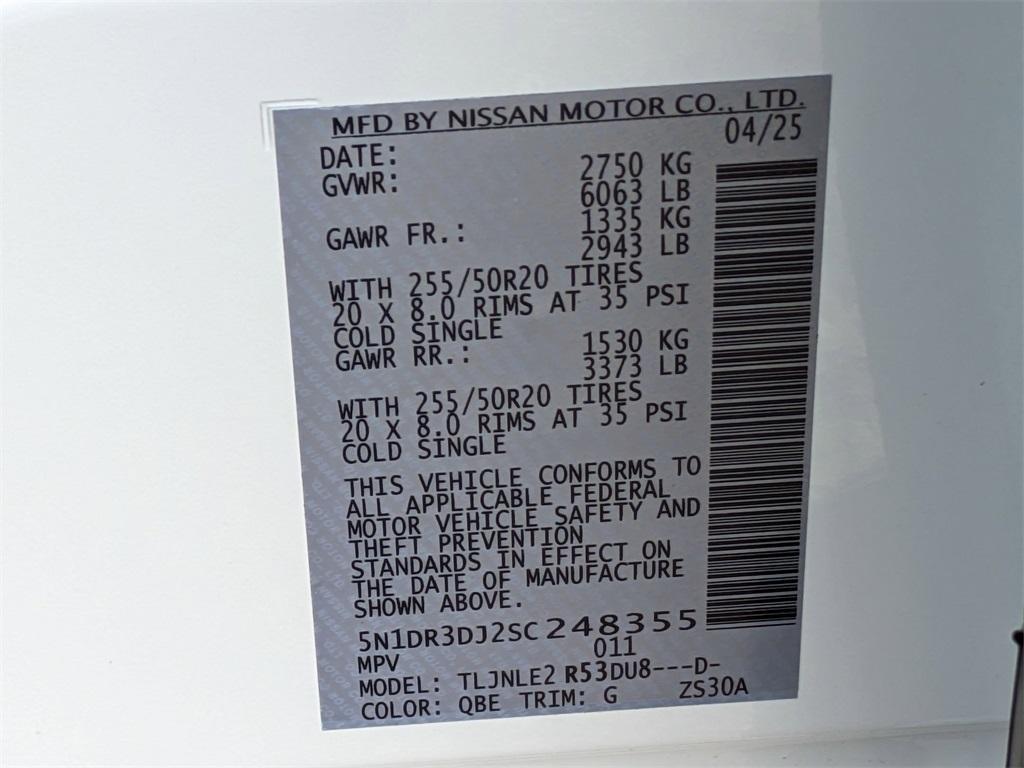 MFD BY NISSAN MOTOR CO., LTD.
DATE: 04/25
GVWR: 2750 KG
6063 LB
GAWR FR.: 1335 KG
2943 LB
WITH 255/50R20 TIRES
20 X 8.0 RIMS AT 35 PSI
COLD SINGLE
GAWR RR.: 1530 KG
3373 LB
WITH 255/50R20 TIRES
20 X 8.0 RIMS AT 35 PSI
COLD SINGLE
THIS VEHICLE CONFORMS TO
ALL APPLICABLE FEDERAL
MOTOR VEHICLE SAFETY AND
THEFT PREVENTION
STANDARDS IN EFFECT ON
THE DATE OF MANUFACTURE
SHOWN ABOVE.
5N1DR3DJ2SC248355
MPV 011
MODEL: TLJNLE2 R53DU8---D-
COLOR: QBE TRIM: G ZS30A